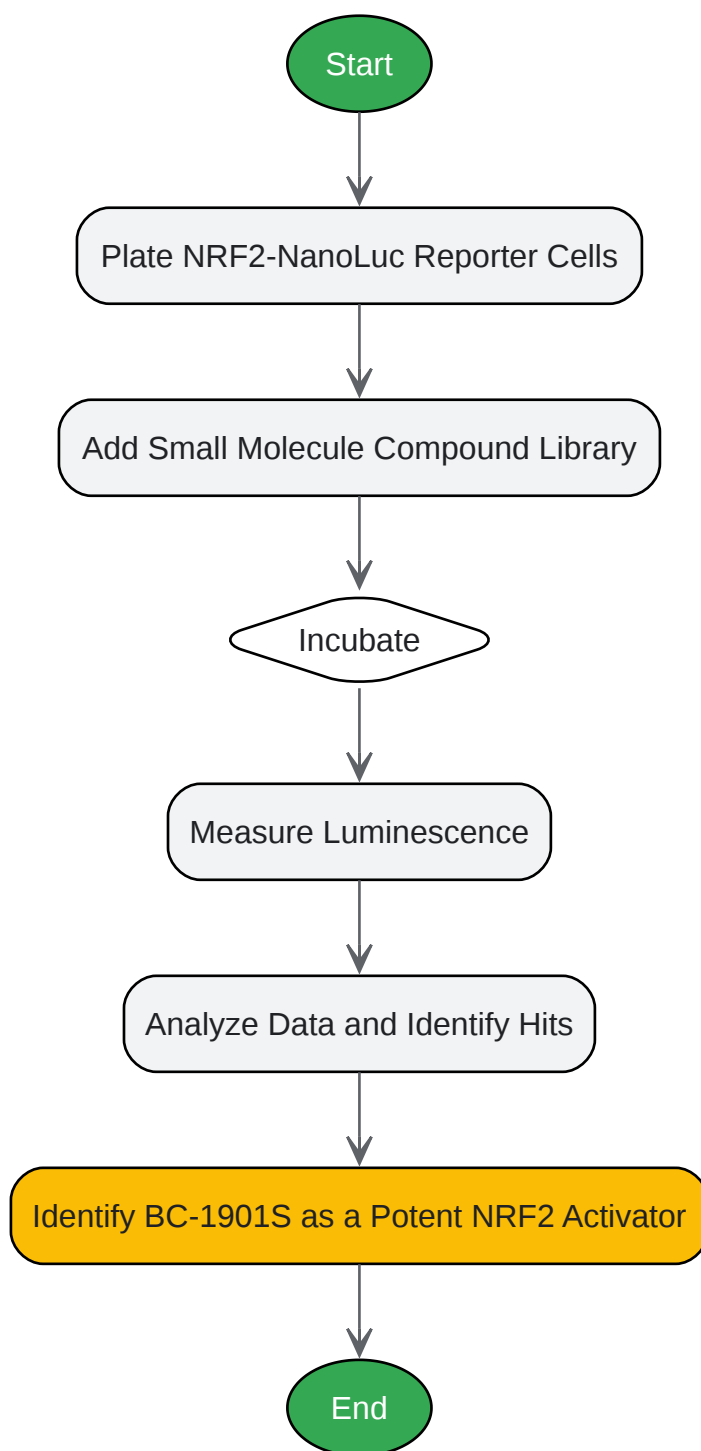 Start
Plate NRF2-NanoLuc Reporter Cells
Add Small Molecule Compound Library
Incubate
Measure Luminescence
Analyze Data and Identify Hits
Identify BC-1901S as a Potent NRF2 Activator
End